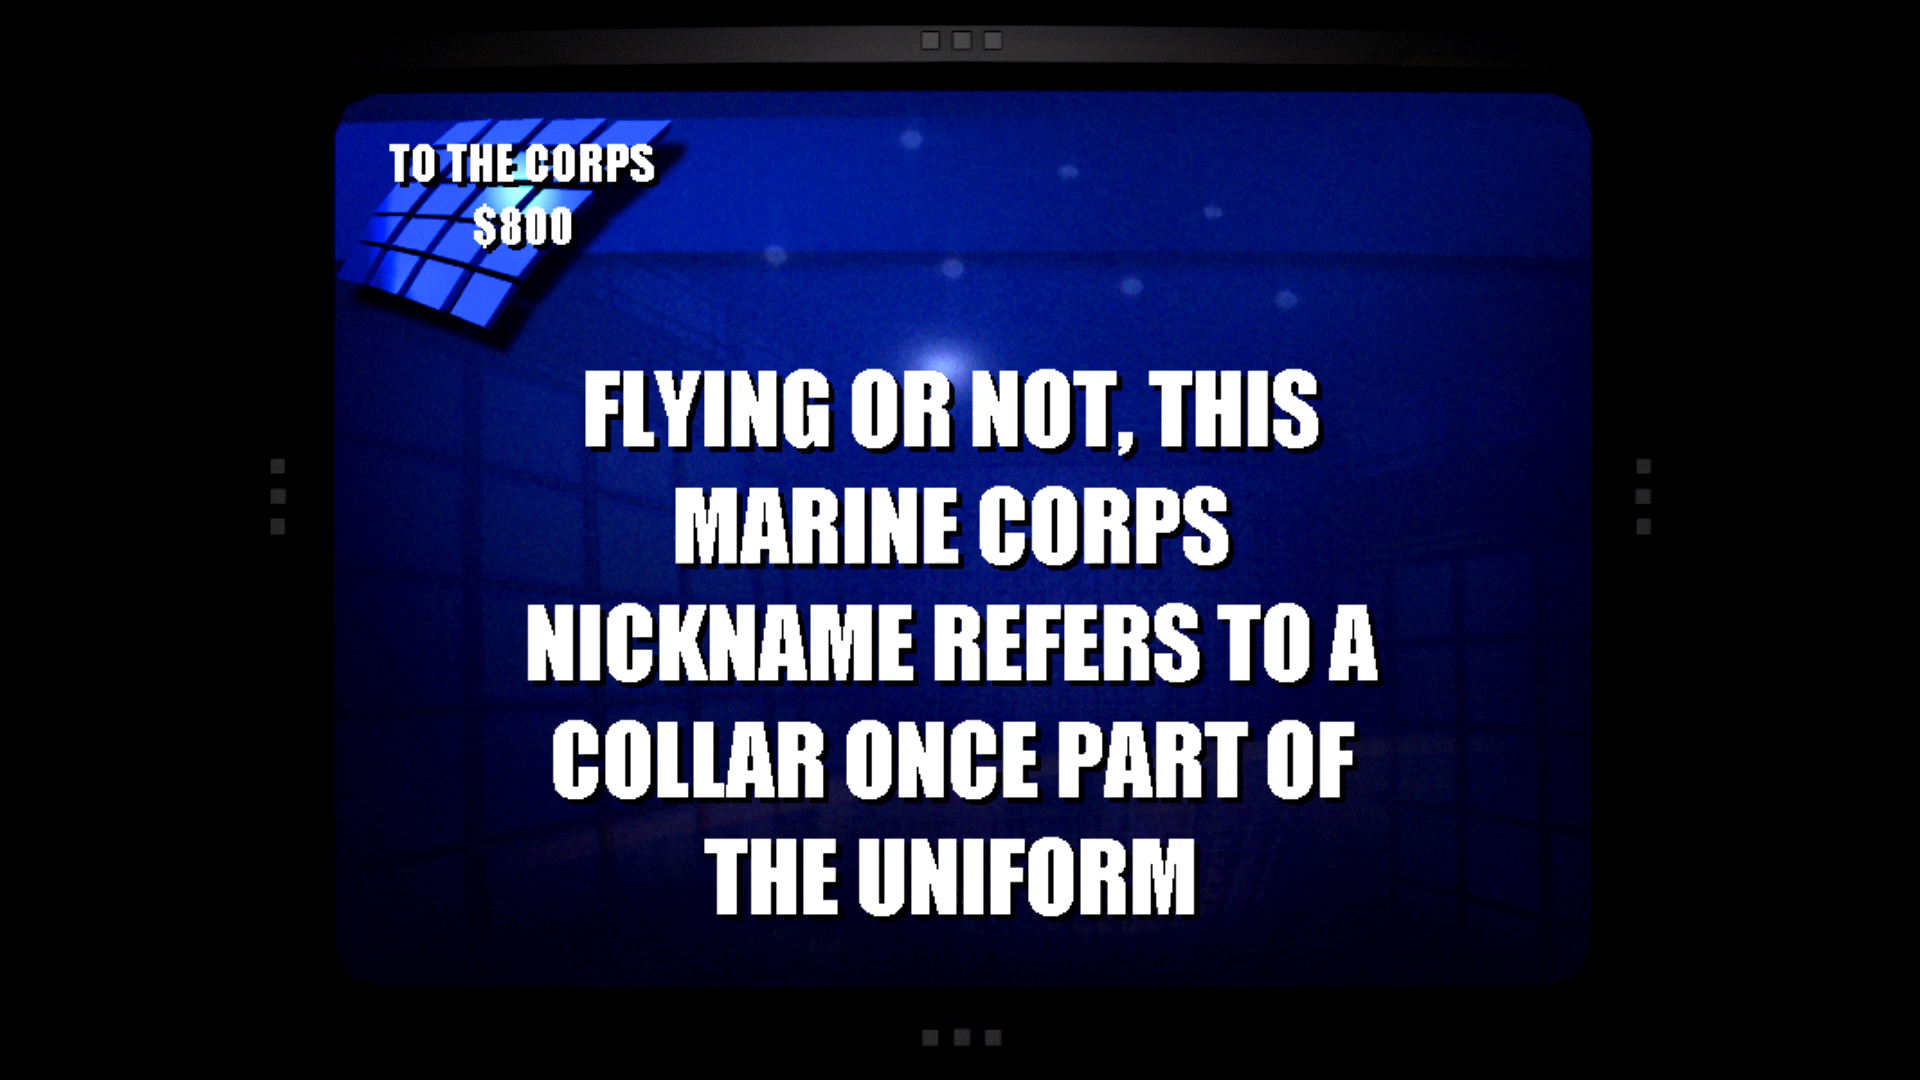 TO THE CORPS
$800
FLYING OR NOT, THIS
MARINE CORPS
NICKNAME REFERS TO A
COLLAR ONCE PART OF
THE UNIFORM